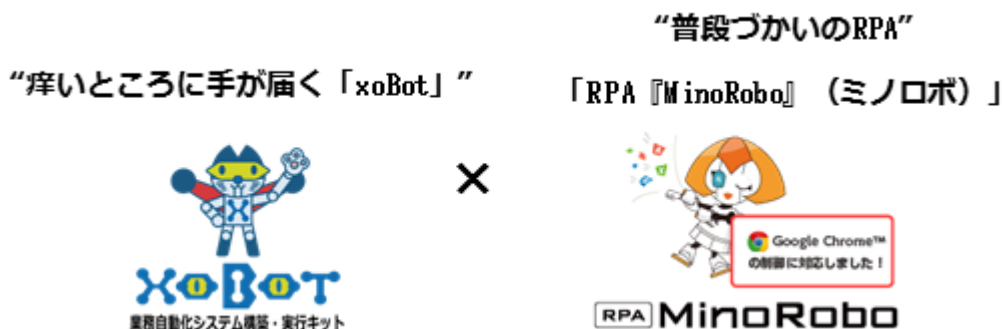 “痒いところに手が届く「xoBot」”
XoBoT
業務自動化システム構築・実行キット
×
“普段づかいのRPA”
「RPA『MinoRobo』（ミノロボ）」
Google Chrome™
の制御に対応しました！
RPA MinoRobo